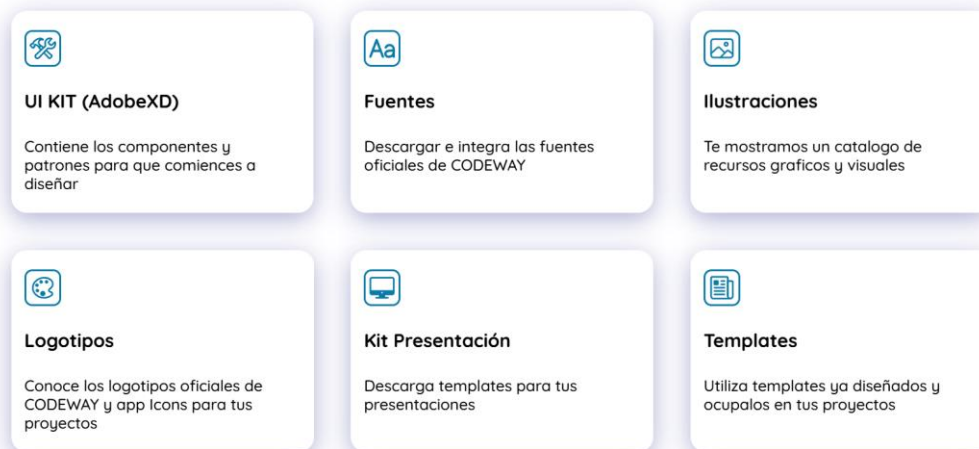 UI KIT (AdobeXD)
Contiene los componentes y
patrones para que comiences a
diseñar
Aa
Fuentes
Descargar e integra las fuentes
oficiales de CODEWAY
Ilustraciones
Te mostramos un catalogo de
recursos graficos y visuales
Logotipos
Conoce los logotipos oficiales de
CODEWAY y app Icons para tus
proyectos
Kit Presentación
Descarga templates para tus
presentaciones
Templates
Utiliza templates ya diseñados y
ocupalos en tus proyectos